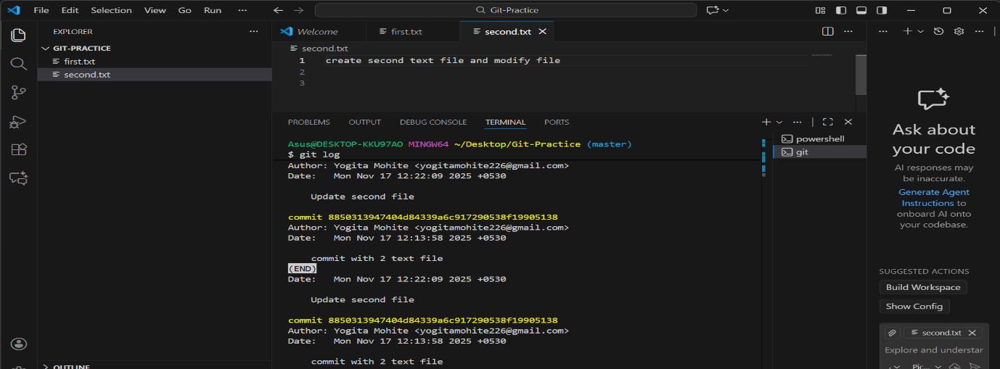 File Edit Selection View Go Run ··· Git-Practice
EXPLORER ···
GIT-PRACTICE
first.txt
second.txt
OUTLINE
Welcome first.txt second.txt
second.txt
1 create second text file and modify file
2
3
PROBLEMS OUTPUT DEBUG CONSOLE TERMINAL PORTS
Asus@DESKTOP-KKU97AO MINGW64 ~/Desktop/Git-Practice (master)
$ git log
Author: Yogita Mohite <yogitamohite226@gmail.com>
Date: Mon Nov 17 12:22:09 2025 +0530
Update second file
commit 8850313947404d84339a6c917290538f19905138
Author: Yogita Mohite <yogitamohite226@gmail.com>
Date: Mon Nov 17 12:13:58 2025 +0530
commit with 2 text file
(END)
Date: Mon Nov 17 12:22:09 2025 +0530
Update second file
commit 8850313947404d84339a6c917290538f19905138
Author: Yogita Mohite <yogitamohite226@gmail.com>
Date: Mon Nov 17 12:13:58 2025 +0530
commit with 2 text file
powershell
git
Ask about
your code
AI responses may
be inaccurate.
Generate Agent
Instructions to
onboard AI onto
your codebase.
SUGGESTED ACTIONS
Build Workspace
Show Config
second.txt
Explore and understar
Pic...